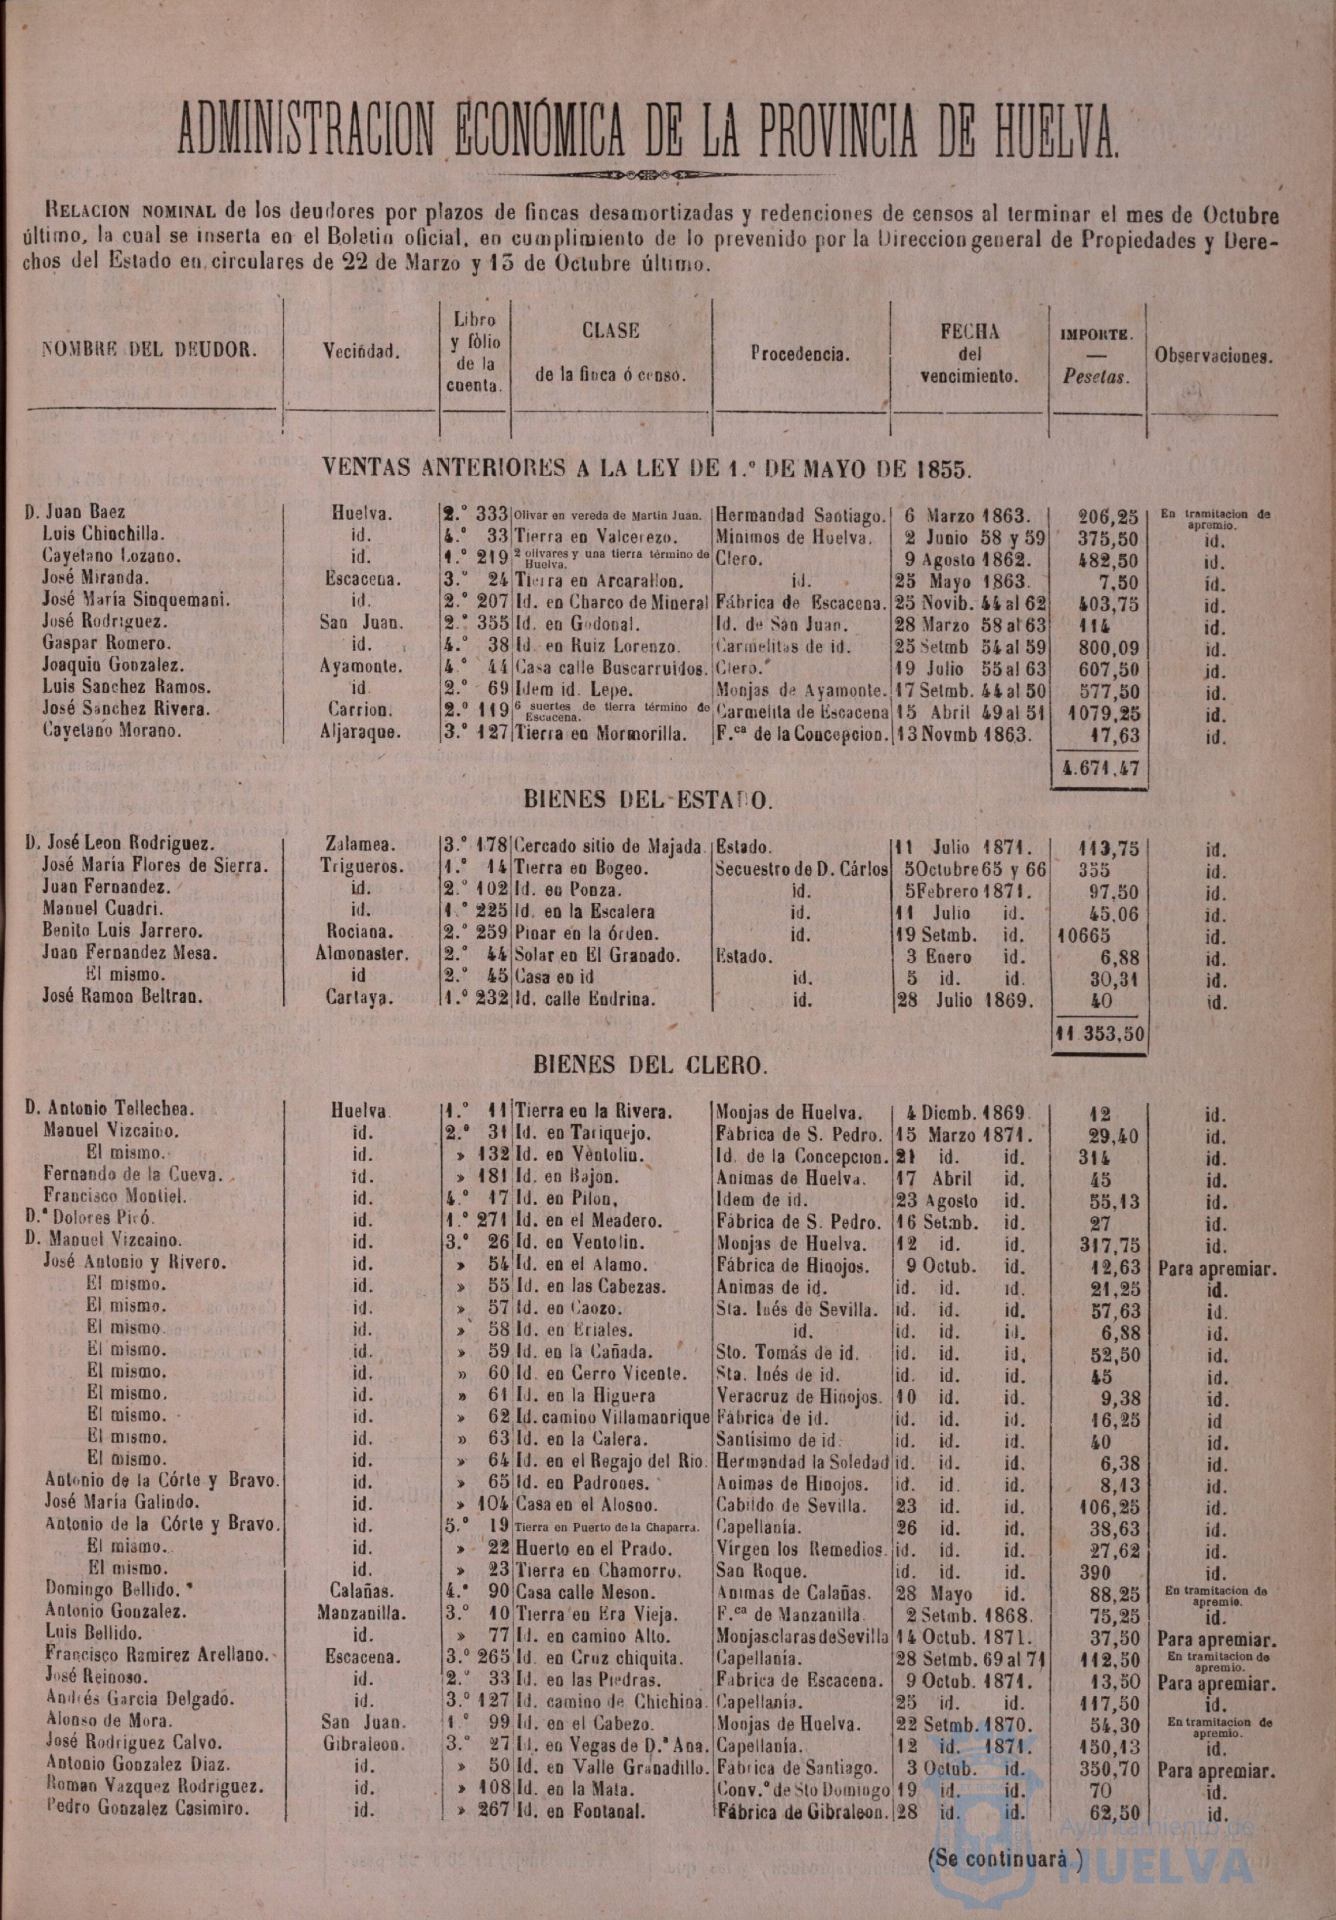 ADMINISTRACION ECONÓMICA DE LA PROVINCIA DE HUELVA.
RELACION NOMINAL de los deudores por plazos de fincas desamortizadas y redenciones de censos al terminar el mes de Octubre
último, la cual se inserta en el Boletin oficial, en cumplimiento de lo prevenido por la Direccion general de Propiedades y Dere-
chos del Estado en circulares de 22 de Marzo y 13 de Octubre último.
NOMBRE DEL DEUDOR. Veciñdad. Libro y fòlio de la cuenta. CLASE de la finca ó censo. Procedencia. FECHA del vencimiento. IMPORTE. — Pesetas. Observaciones.
VENTAS ANTERIORES A LA LEY DE 1.º DE MAYO DE 1855.
D. Juan Baez Huelva. 2.º 333 Olivar en vereda de Martin Juan. Hermandad Santiago. 6 Marzo 1863. 206,25 En tramitacion de apremio.
Luis Chinchilla. id. 4.º 33 Tierra en Valcerezo. Minimos de Huelva. 2 Junio 58 y 59 375,50 id.
Cayetano Lozano. id. 1.º 219 2 olivares y una tierra término de Huelva. Clero. 9 Agosto 1862. 482,50 id.
José Miranda. Escacena. 3.º 24 Tierra en Arcarallon. id. 25 Mayo 1863. 7,50 id.
José María Sinquemani. id. 2.º 207 Id. en Charco de Mineral Fábrica de Escacena. 25 Novib. 44 al 62 403,75 id.
José Rodriguez. San Juan. 2.º 355 Id. en Godonal. Id. de San Juan. 28 Marzo 58 al 63 114 id.
Gaspar Romero. id. 4.º 38 Id. en Ruiz Lorenzo. Carmelitas de id. 25 Setmb 54 al 59 800,09 id.
Joaquin Gonzalez. Ayamonte. 4.º 44 Casa calle Buscarruidos. Clero. 19 Julio 55 al 63 607,50 id.
Luis Sanchez Ramos. id 2.º 69 Idem id. Lepe. Monjas de Ayamonte. 17 Setmb. 44 al 50 577,50 id.
José Sanchez Rivera. Carrion. 2.º 119 6 suertes de tierra término de Escacena. Carmelita de Escacena 15 Abril 49 al 51 1079,25 id.
Cayetano Morano. Aljaraque. 3.º 127 Tierra en Mormorilla. F.ca de la Concepcion. 13 Novmb 1863. 17,63 id.
4.671,47
BIENES DEL ESTADO.
D. José Leon Rodriguez. Zalamea. 3.º 178 Cercado sitio de Majada. Estado. 11 Julio 1871. 113,75 id.
José María Flores de Sierra. Trigueros. 1.º 14 Tierra en Bogeo. Secuestro de D. Cárlos 5 Octubre 65 y 66 355 id.
Juan Fernandez. id. 2.º 102 Id. en Ponza. id. 5 Febrero 1871. 97,50 id.
Manuel Cuadri. id. 1.º 225 Id. en la Escalera id. 11 Julio id. 45,06 id.
Benito Luis Jarrero. Rociana. 2.º 259 Pinar en la órden. id. 19 Setmb. id. 10665 id.
Juan Fernandez Mesa. Almonaster. 2.º 44 Solar en El Granado. Estado. 3 Enero id. 6,88 id.
El mismo. id 2.º 45 Casa en id id. 5 id. id. 30,31 id.
José Ramon Beltran. Cartaya. 1.º 232 Id. calle Endrina. id. 28 Julio 1869. 40 id.
11.353,50
BIENES DEL CLERO.
D. Antonio Tellechea. Huelva. 1.º 11 Tierra en la Rivera. Monjas de Huelva. 4 Diemb. 1869. 12 id.
Manuel Vizcaino. id. 2.º 31 Id. en Tariquejo. Fàbrica de S. Pedro. 15 Marzo 1871. 29,40 id.
El mismo. id. » 132 Id. en Vèntolin. Id. de la Concepcion. 21 id. id. 314 id.
Fernando de la Cueva. id. » 181 Id. en Bajon. Animas de Huelva. 17 Abril id. 45 id.
Francisco Montiel. id. 4.º 17 Id. en Pilon, Idem de id. 23 Agosto id. 55,13 id.
D.ª Dolores Picó. id. 1.º 271 Id. en el Meadero. Fábrica de S. Pedro. 16 Setmb. id. 27 id.
D. Manuel Vizcaino. id. 3.º 26 Id. en Ventolin. Monjas de Huelva. 12 id. id. 317,75 id.
José Antonio y Rivero. id. » 54 Id. en el Alamo. Fábrica de Hinojos. 9 Octub. id. 12,63 Para apremiar.
El mismo. id. » 55 Id. en las Cabezas. Animas de id. id. id. id. 21,25 id.
El mismo. id. » 57 Id. en Caozo. Sta. Inés de Sevilla. id. id. id. 57,63 id.
El mismo. id. » 58 Id. en Eriales. id. id. id. id. 6,88 id.
El mismo. id. » 59 Id. en la Cañada. Sto. Tomás de id. id. id. id. 52,50 id.
El mismo. id. » 60 Id. en Cerro Vicente. Sta. Inés de id. id. id. id. 45 id.
El mismo. id. » 61 Id. en la Higuera Veracruz de Hinojos. 10 id. id. 9,38 id.
El mismo. id. » 62 Id. camino Villamanrique Fábrica de id. id. id. id. 16,25 id
El mismo. id. » 63 Id. en la Calera. Santísimo de id. id. id. id. 40 id.
El mismo. id. » 64 Id. en el Regajo del Rio. Hermandad la Soledad id. id. id. 6,38 id.
Antonio de la Córte y Bravo. id. » 65 Id. en Padrones. Animas de Hinojos. id. id. id. 8,13 id.
José María Galindo. id. » 104 Casa en el Alosno. Cabildo de Sevilla. 23 id. id. 106,25 id.
Antonio de la Córte y Bravo. id. 5.º 19 Tierra en Puerto de la Chaparra. Capellanía. 26 id. id. 38,63 id.
El mismo. id. » 22 Huerto en el Prado. Vírgen los Remedios. id. id. id. 27,62 id.
El mismo. id. » 23 Tierra en Chamorro. San Roque. id. id. id. 390 id.
Domingo Bellido. Calañas. 4.º 90 Casa calle Meson. Animas de Calañas. 28 Mayo id. 88,25 En tramitacion de apremio.
Antonio Gonzalez. Manzanilla. 3.º 10 Tierra en Era Vieja. F.ca de Manzanilla. 2 Setmb. 1868. 75,25 id.
Luis Bellido. id. » 77 Id. en camino Alto. Monjas claras de Sevilla 14 Octub. 1871. 37,50 Para apremiar.
Francisco Ramirez Arellano. Escacena. 3.º 265 Id. en Cruz chiquita. Capellanía. 28 Setmb. 69 al 71 112,50 En tramitacion de apremio.
José Reinoso. id. 2.º 33 Id. en las Piedras. Fabrica de Escacena. 9 Octub. 1871. 13,50 Para apremiar.
Andrés Garcia Delgado. id. 3.º 127 Id. camino de Chichina. Capellanía. 25 id. id. 117,50 id.
Alonso de Mora. San Juan. 1.º 99 Id. en el Cabezo. Monjas de Huelva. 22 Setmb. 1870. 54,30 En tramitacion de apremio.
José Rodriguez Calvo. Gibraleon. 3.º 27 Id. en Vegas de D.ª Ana. Capellanía. 12 id. 1871. 150,13 id.
Antonio Gonzalez Diaz. id. » 50 Id. en Valle Granadillo. Fábrica de Santiago. 3 Octub. id. 350,70 Para apremiar.
Roman Vazquez Rodriguez. id. » 108 Id. en la Mata. Conv.º de Sto Domingo 19 id. id. 70 id.
Pedro Gonzalez Casimiro. id. » 267 Id. en Fontanal. Fábrica de Gibraleon. 28 id. id. 62,50 id.
(Se continuarà.)
Ayuntamiento de
HUELVA